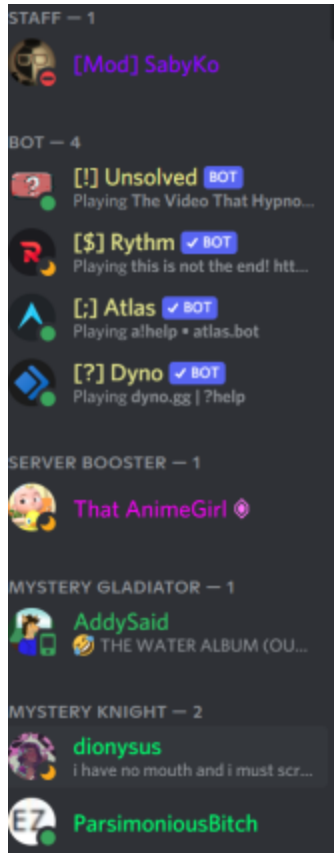 STAFF — 1
[Mod] SabyKo
BOT — 4
[!] Unsolved BOT
Playing The Video That Hypno...
[$] Rythm ✓ BOT
Playing this is not the end! htt...
[;] Atlas ✓ BOT
Playing a!help • atlas.bot
[?] Dyno ✓ BOT
Playing dyno.gg | ?help
SERVER BOOSTER — 1
That AnimeGirl
MYSTERY GLADIATOR — 1
AddySaid
🤣 THE WATER ALBUM (OU...
MYSTERY KNIGHT — 2
dionysus
i have no mouth and i must scr...
EZ
ParsimoniousBitch